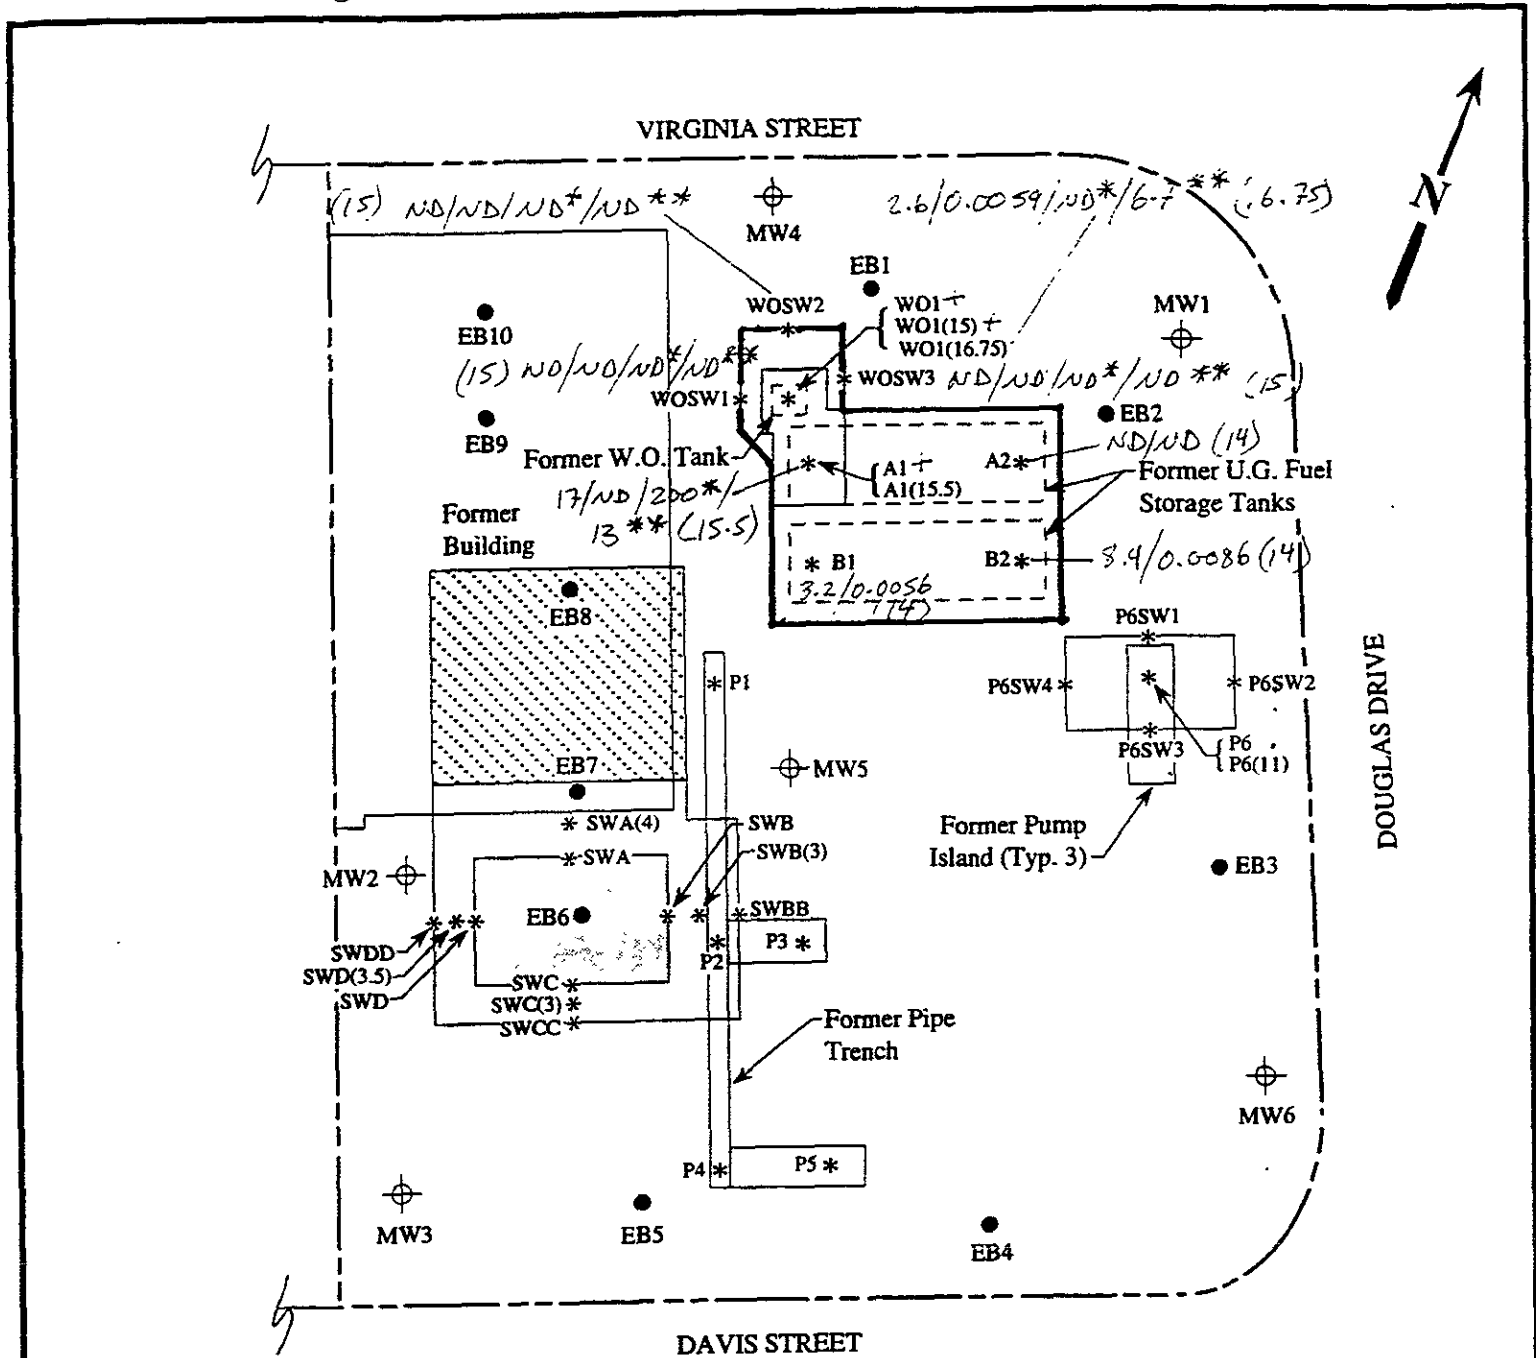 VIRGINIA STREET
(15) ND/ND/ND*/ND**
2.6/0.0059/ND*/6.7** (16.75)
N
MW4
EB1
WOSW2
WO1+
WO1(15)+
WO1(16.75)
MW1
EB10
(15) ND/ND/ND*/ND**
WOSW3
ND/ND/ND*/ND** (15)
WOSW1
EB2
EB9
ND/ND (14)
Former W.O. Tank
A1+
A1(15.5)
A2
Former U.G. Fuel
Storage Tanks
17/ND/200*/
13** (15.5)
Former
Building
B1
3.2/0.0056
(14)
B2
8.9/0.0086 (14)
EB8
P6SW1
P1
P6SW4
P6SW2
P6SW3
P6
P6(11)
DOUGLAS DRIVE
EB7
MW5
SWA(4)
SWB
SWB(3)
SWA
Former Pump
Island (Typ. 3)
MW2
EB3
EB6
SWBB
SWDD
SWD(3.5)
SWD
P2
P3
SWC
SWC(3)
SWCC
Former Pipe
Trench
MW6
P4
P5
MW3
EB5
EB4
DAVIS STREET